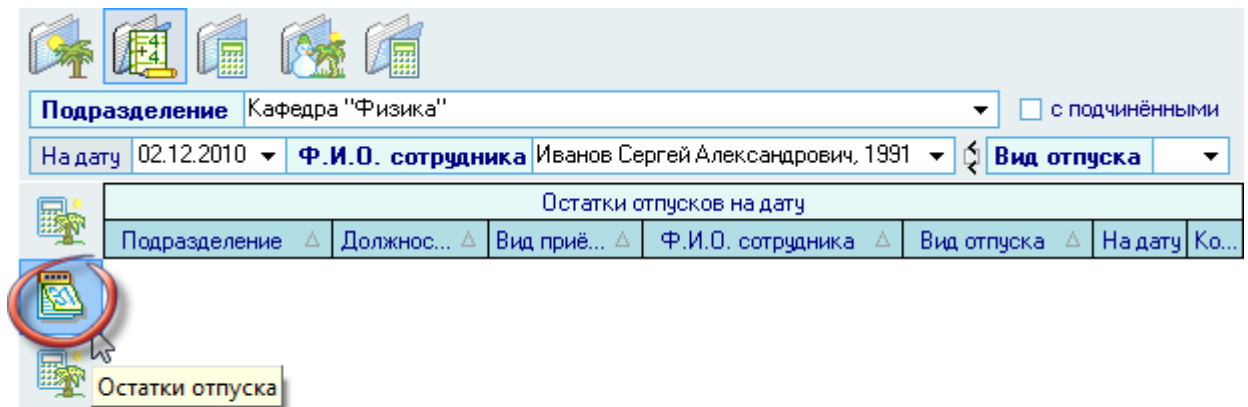 Подразделение Кафедра "Физика" с подчинёнными
На дату 02.12.2010 Ф.И.О. сотрудника Иванов Сергей Александрович, 1991 Вид отпуска
Остатки отпусков на дату
Подразделение Должнос... Вид приё... Ф.И.О. сотрудника Вид отпуска На дату Ко...
Остатки отпуска